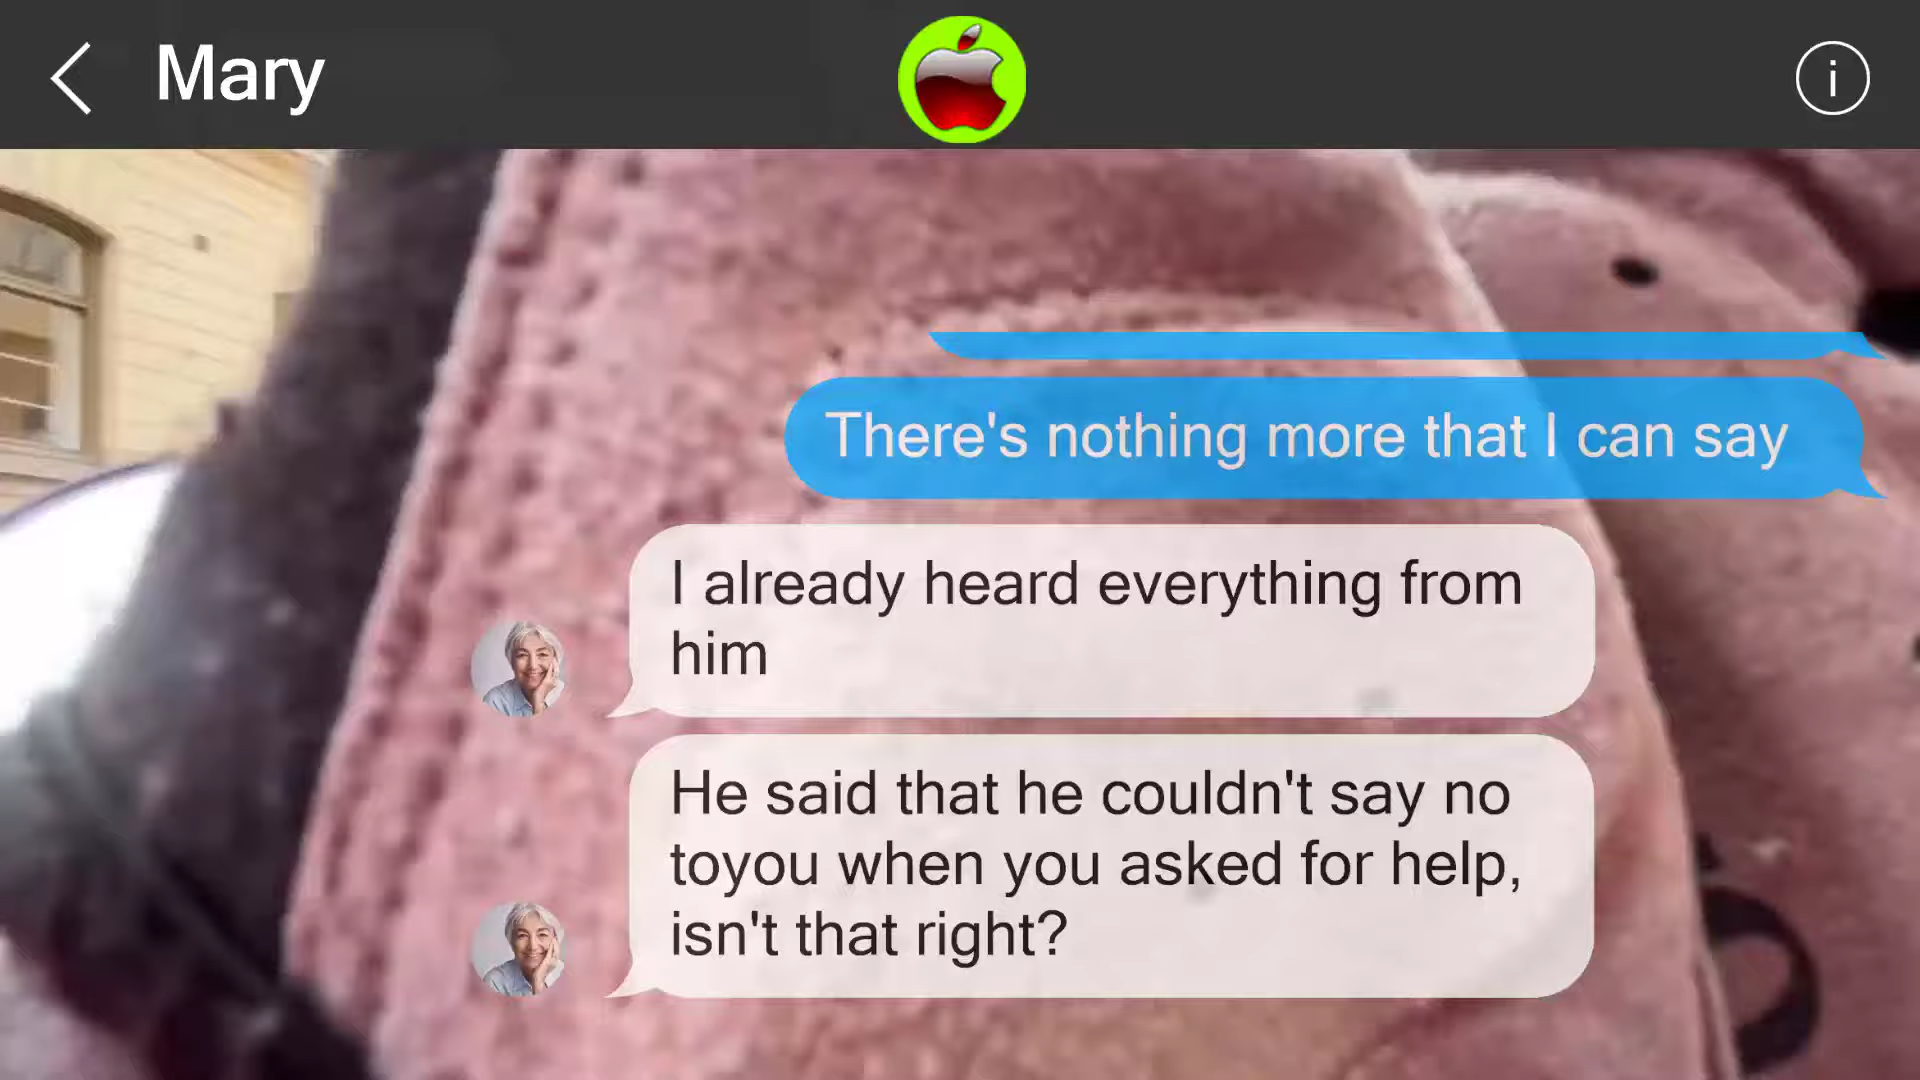 Mary
There's nothing more that I can say
I already heard everything from
him
He said that he couldn't say no
toyou when you asked for help,
isn't that right?